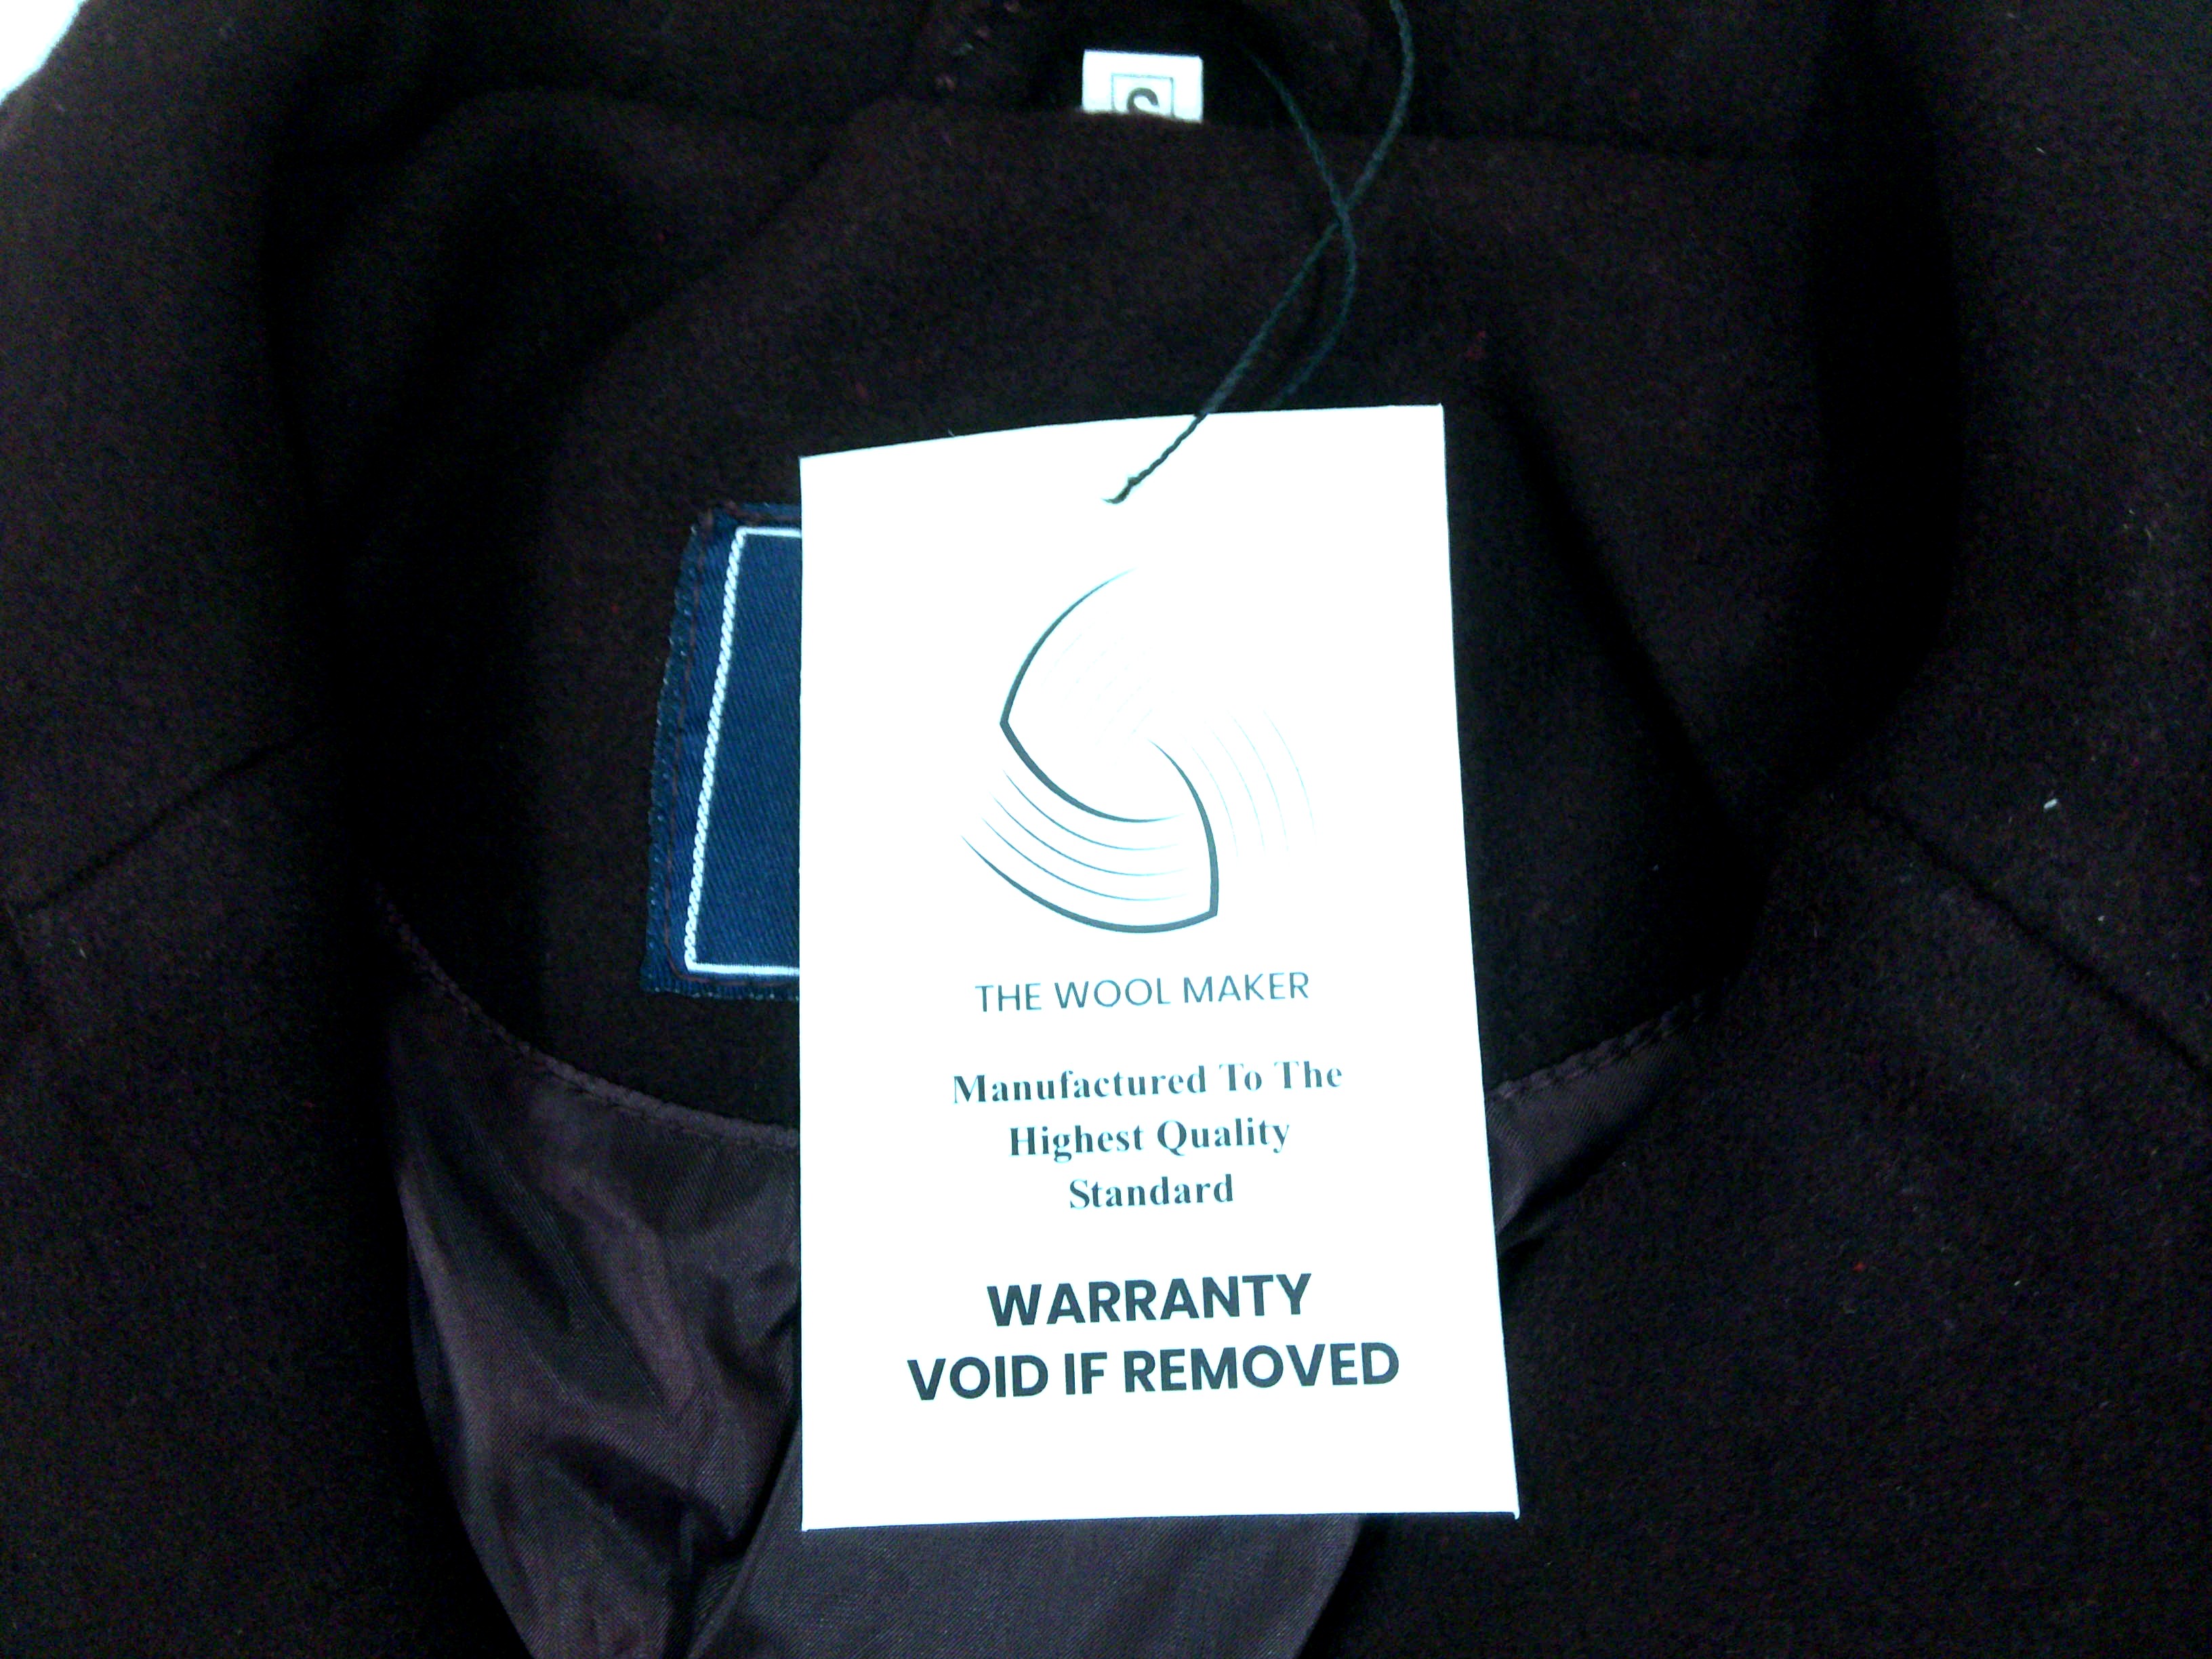 S
THE WOOL MAKER
Manufactured To The
Highest Quality
Standard
WARRANTY
VOID IF REMOVED